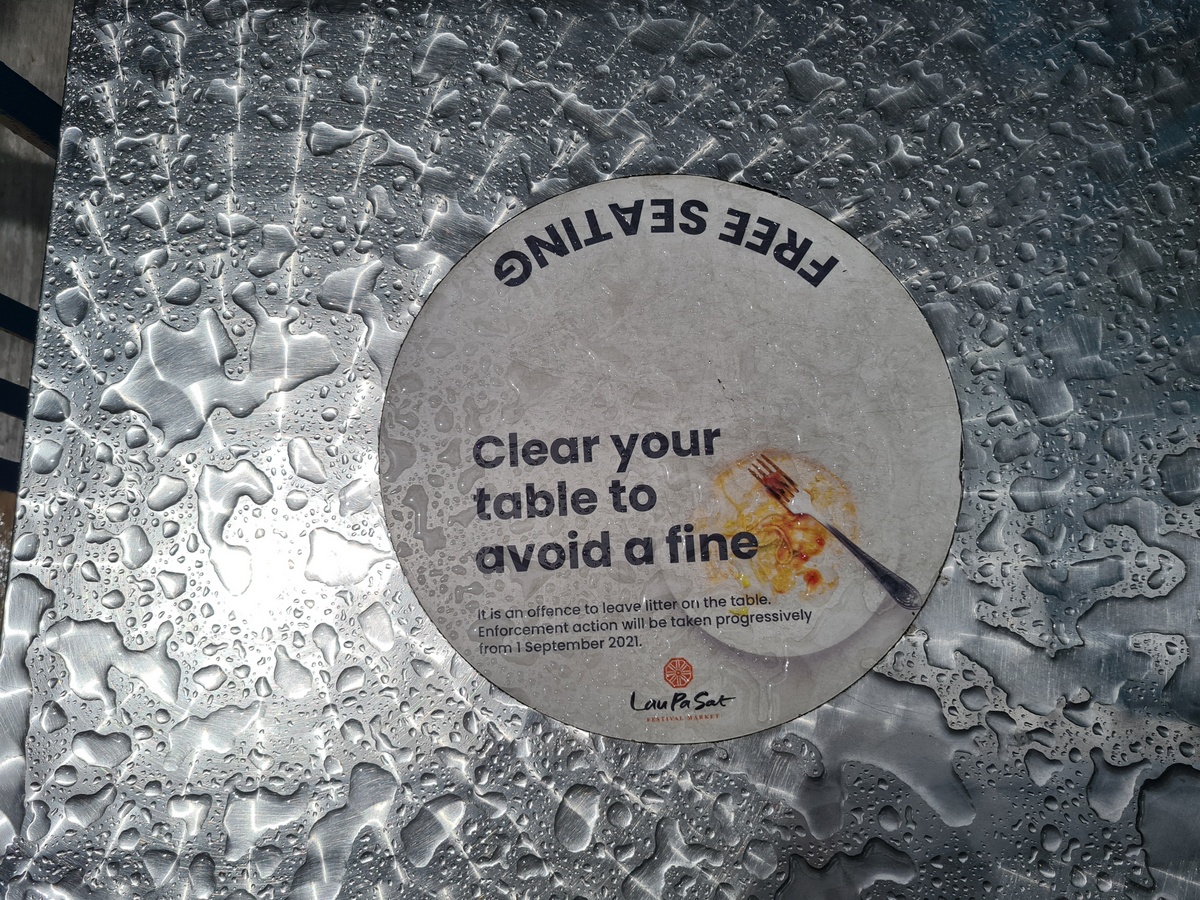 FREE SEATING
Clear your
table to
avoid a fine
It is an offence to leave litter on the table.
Enforcement action will be taken progressively
from 1 September 2021.
Lau Pa Sat
FESTIVAL MARKET